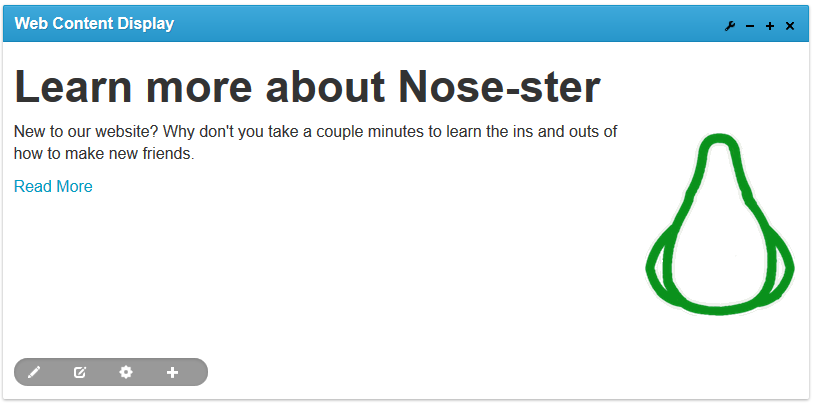 Web Content Display
Learn more about Nose-ster
New to our website? Why don't you take a couple minutes to learn the ins and outs of
how to make new friends.
Read More